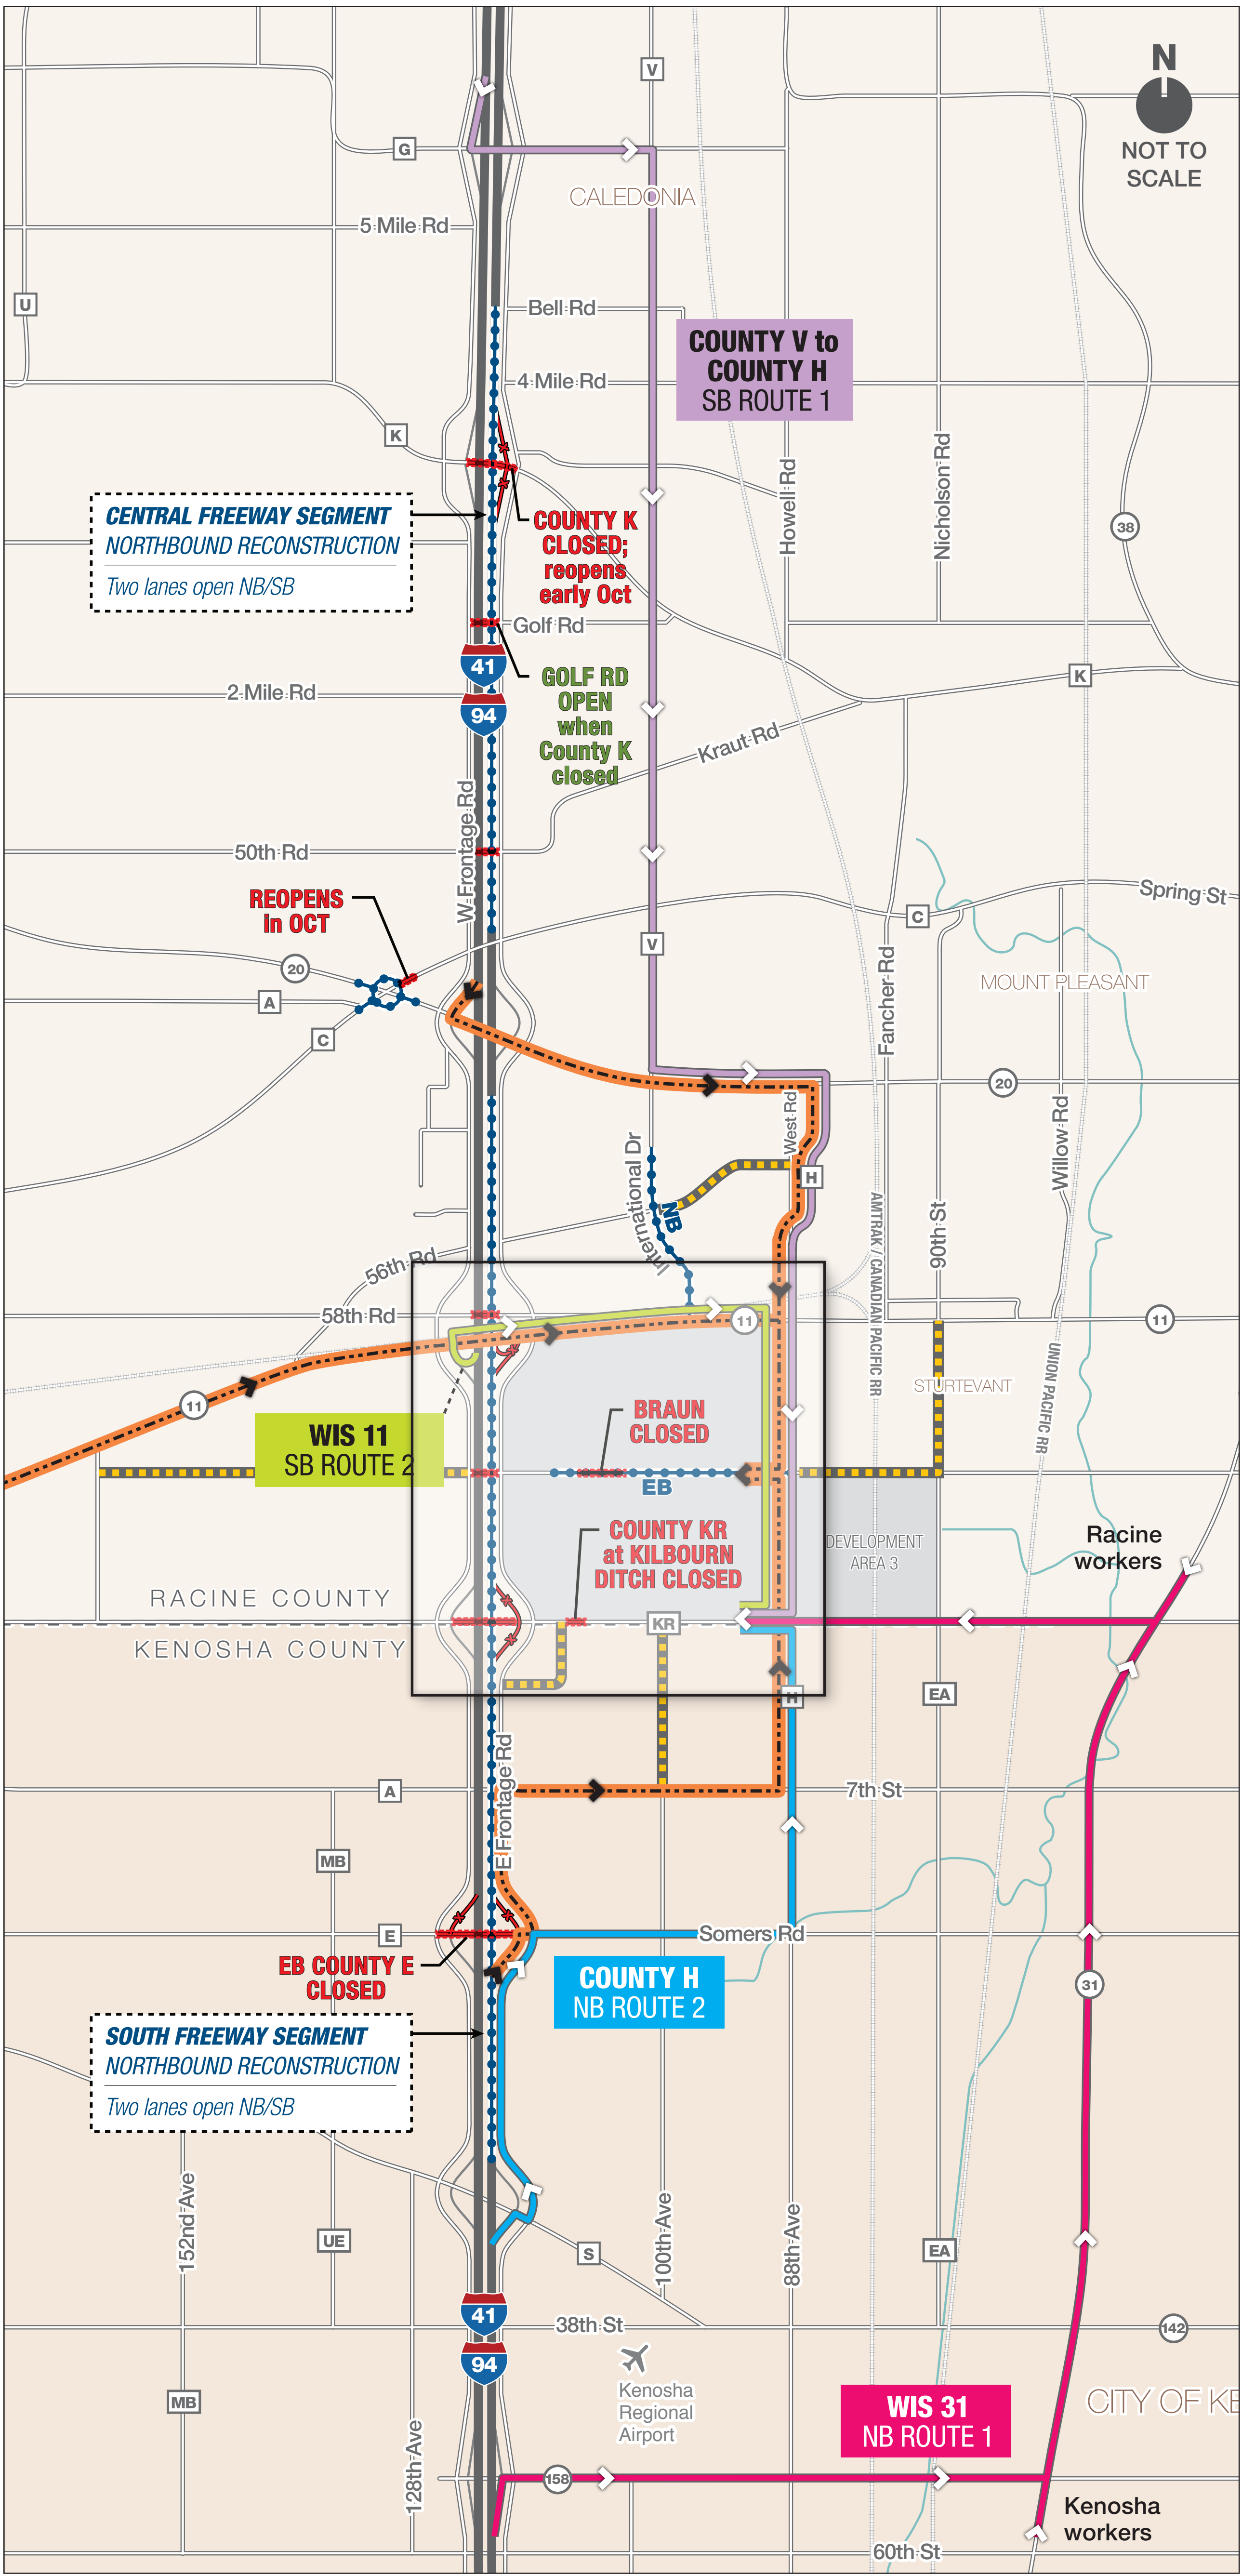 N
NOT TO
SCALE
V
G
CALEDONIA
5 Mile Rd
U
Bell Rd
COUNTY V to
COUNTY H
SB ROUTE 1
4 Mile Rd
K
Howell Rd
Nicholson Rd
38
CENTRAL FREEWAY SEGMENT
NORTHBOUND RECONSTRUCTION
Two lanes open NB/SB
COUNTY K
CLOSED;
reopens
early Oct
Golf Rd
41
GOLF RD
OPEN
when
County K
closed
K
2 Mile Rd
94
Kraut Rd
W Frontage Rd
50th Rd
REOPENS
in OCT
Spring St
C
V
20
A
C
MOUNT PLEASANT
Fancher Rd
20
West Rd
Willow Rd
International Dr
H
NB
AMTRAK / CANADIAN PACIFIC RR
90th St
56th Rd
58th Rd
11
11
UNION PACIFIC RR
STURTEVANT
11
WIS 11
SB ROUTE 2
BRAUN
CLOSED
EB
COUNTY KR
at KILBOURN
DITCH CLOSED
DEVELOPMENT
AREA 3
Racine
workers
RACINE COUNTY
KR
KENOSHA COUNTY
H
EA
E Frontage Rd
A
7th St
MB
E
Somers Rd
EB COUNTY E
CLOSED
COUNTY H
NB ROUTE 2
31
SOUTH FREEWAY SEGMENT
NORTHBOUND RECONSTRUCTION
Two lanes open NB/SB
152nd Ave
UE
S
100th Ave
88th Ave
EA
41
38th St
142
94
Kenosha
Regional
Airport
MB
WIS 31
NB ROUTE 1
CITY OF KE
128th Ave
158
Kenosha
workers
60th St